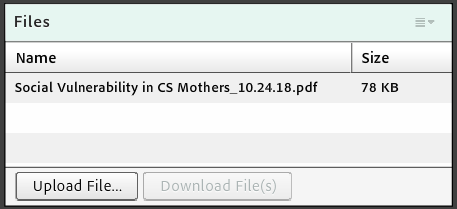 Files
Name Size
Social Vulnerability in CS Mothers_10.24.18.pdf 78 KB
Upload File... Download File(s)